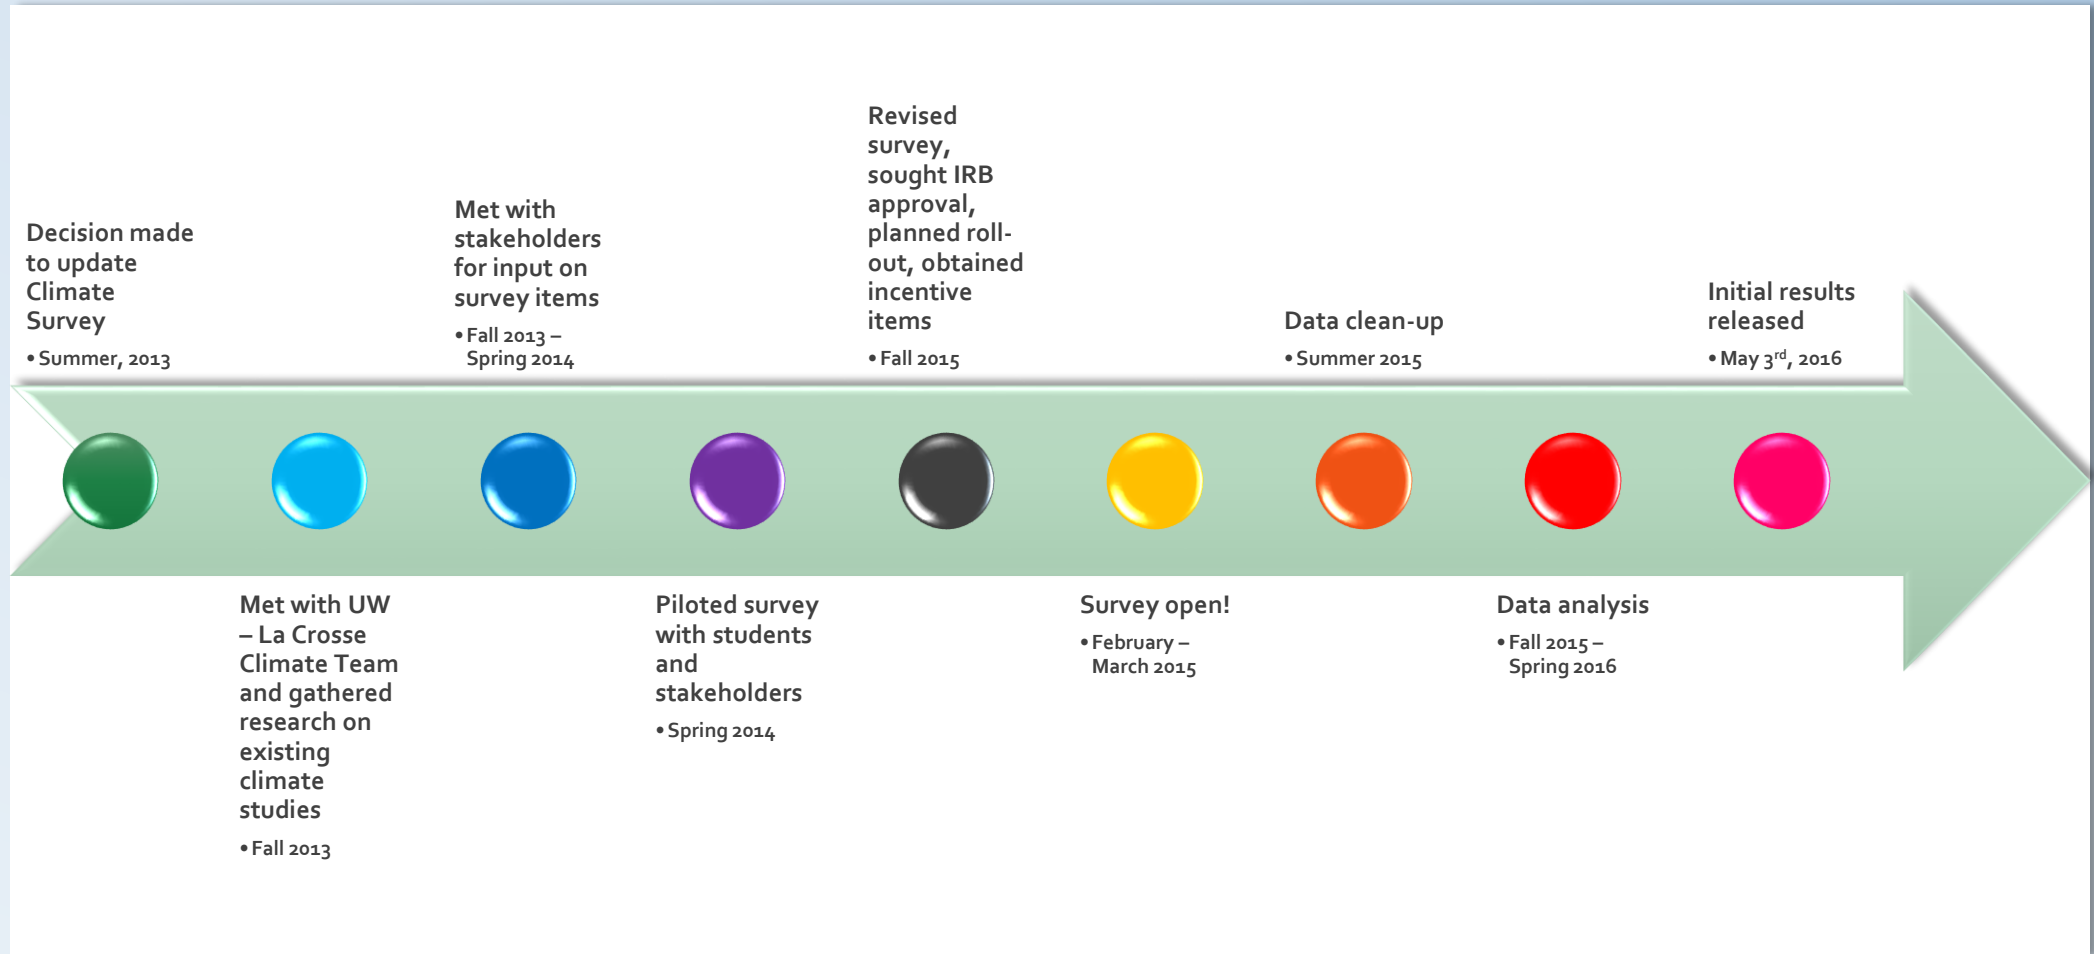 Decision made
to update
Climate
Survey
• Summer, 2013
Met with UW
– La Crosse
Climate Team
and gathered
research on
existing
climate
studies
• Fall 2013
Met with
stakeholders
for input on
survey items
• Fall 2013 –
Spring 2014
Piloted survey
with students
and
stakeholders
• Spring 2014
Revised
survey,
sought IRB
approval,
planned roll-
out, obtained
incentive
items
• Fall 2015
Survey open!
• February –
March 2015
Data clean-up
• Summer 2015
Data analysis
• Fall 2015 –
Spring 2016
Initial results
released
• May 3rd, 2016